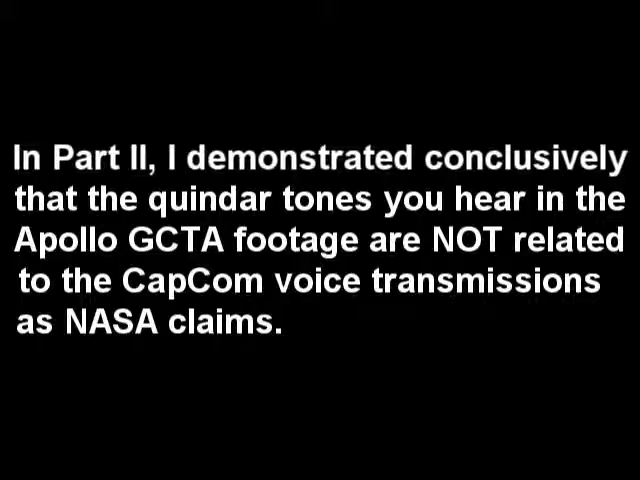 In Part II, I demonstrated conclusively
that the quindar tones you hear in the
Apollo GCTA footage are NOT related
to the CapCom voice transmissions
as NASA claims.